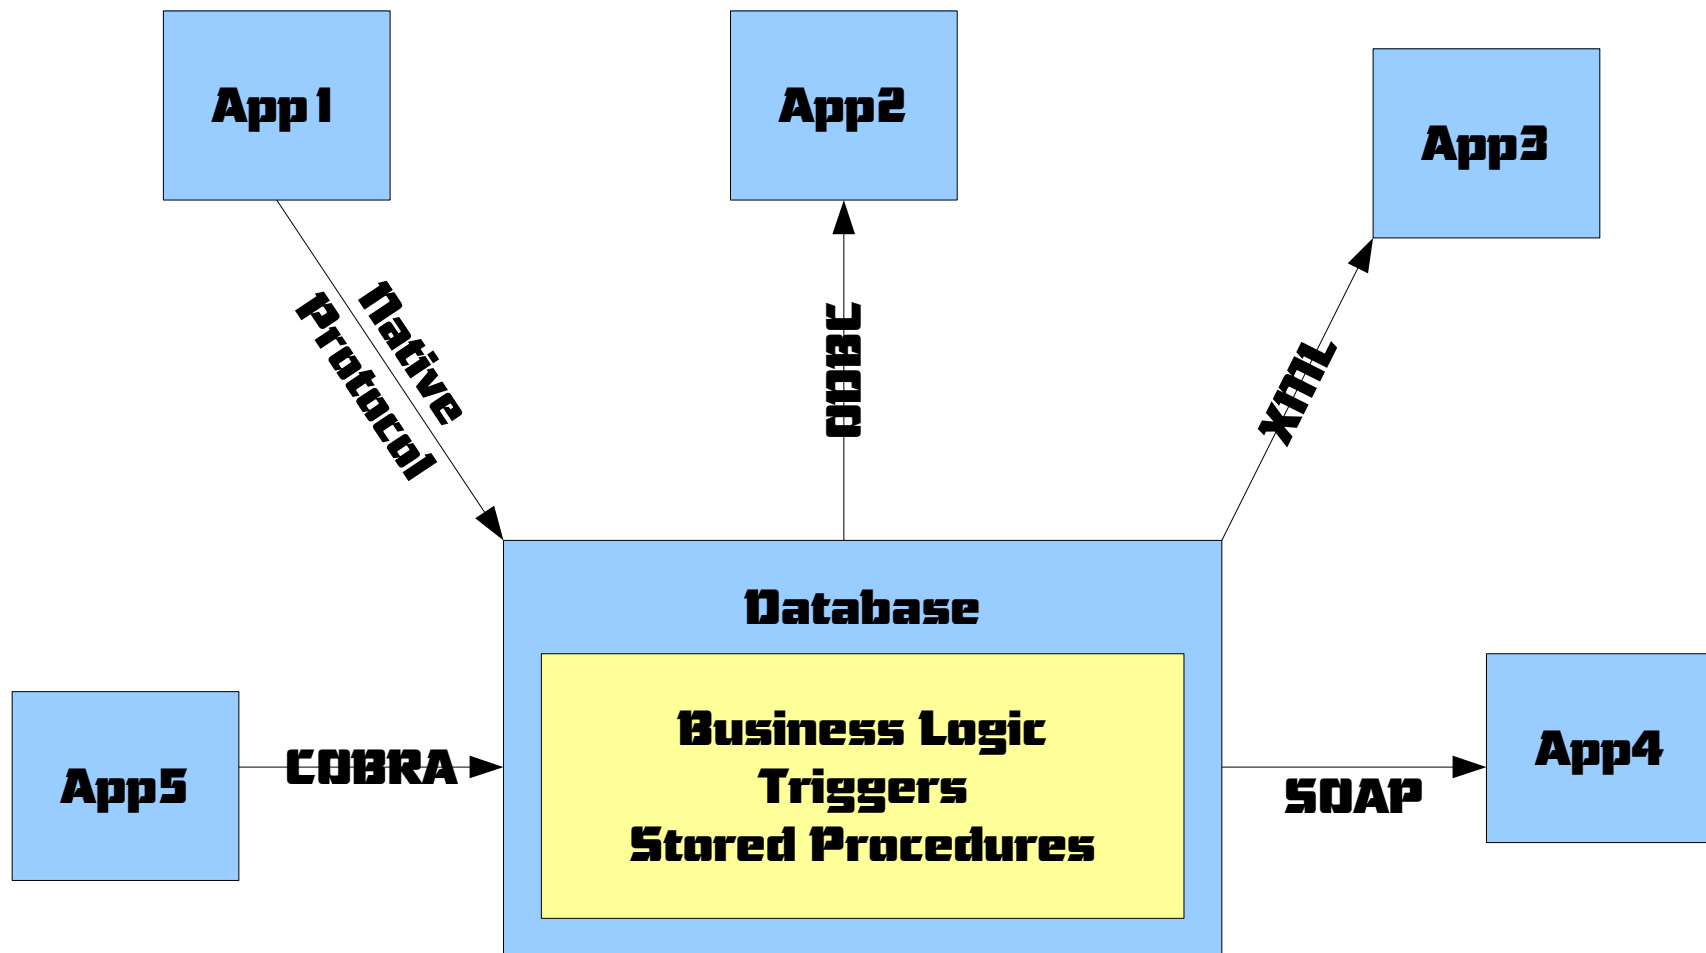 App1
App2
App3
Native
Protocol
ODBC
XML
Database
Business Logic
Triggers
Stored Procedures
App5
COBRA
SOAP
App4